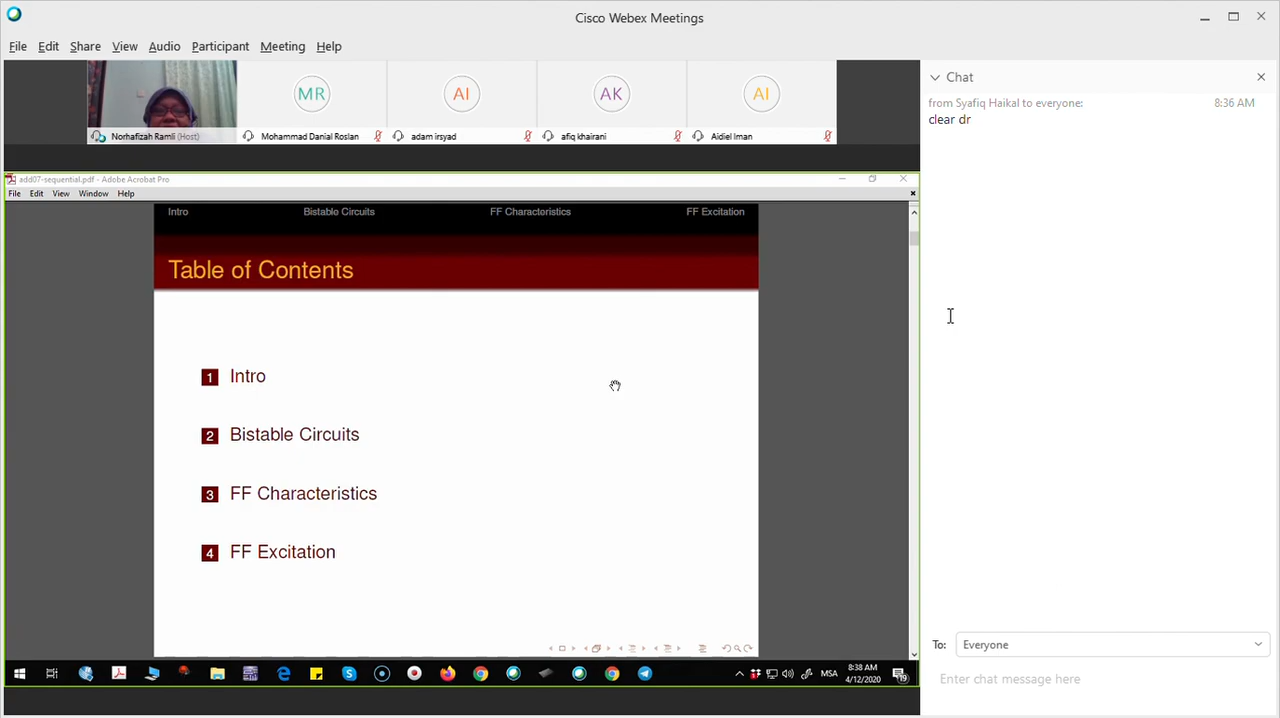 Cisco Webex Meetings
File Edit Share View Audio Participant Meeting Help
MR AI AK AI
Norhafizah Ramli (Host) Mohammad Danial Roslan adam irsyad afiq khairani Aidiel Iman
Chat
from Syafiq Haikal to everyone: 8:36 AM
clear dr
add07-sequential.pdf - Adobe Acrobat Pro
File Edit View Window Help
Intro Bistable Circuits FF Characteristics FF Excitation
Table of Contents
1 Intro
2 Bistable Circuits
3 FF Characteristics
4 FF Excitation
To: Everyone
Enter chat message here
MSA
8:38 AM
4/12/2020
19